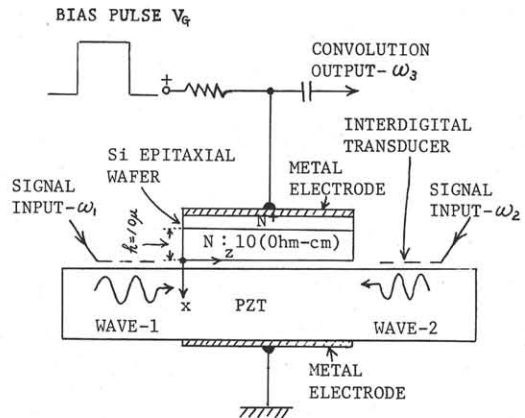 BIAS PULSE V_G
+
CONVOLUTION
OUTPUT-ω₃
Si EPITAXIAL
WAFER
INTERDIGITAL
TRANSDUCER
METAL
ELECTRODE
SIGNAL
INPUT-ω₁
SIGNAL
INPUT-ω₂
N⁺
h=10μ
N : 10(Ohm-cm)
z
x
PZT
WAVE-1
WAVE-2
METAL
ELECTRODE